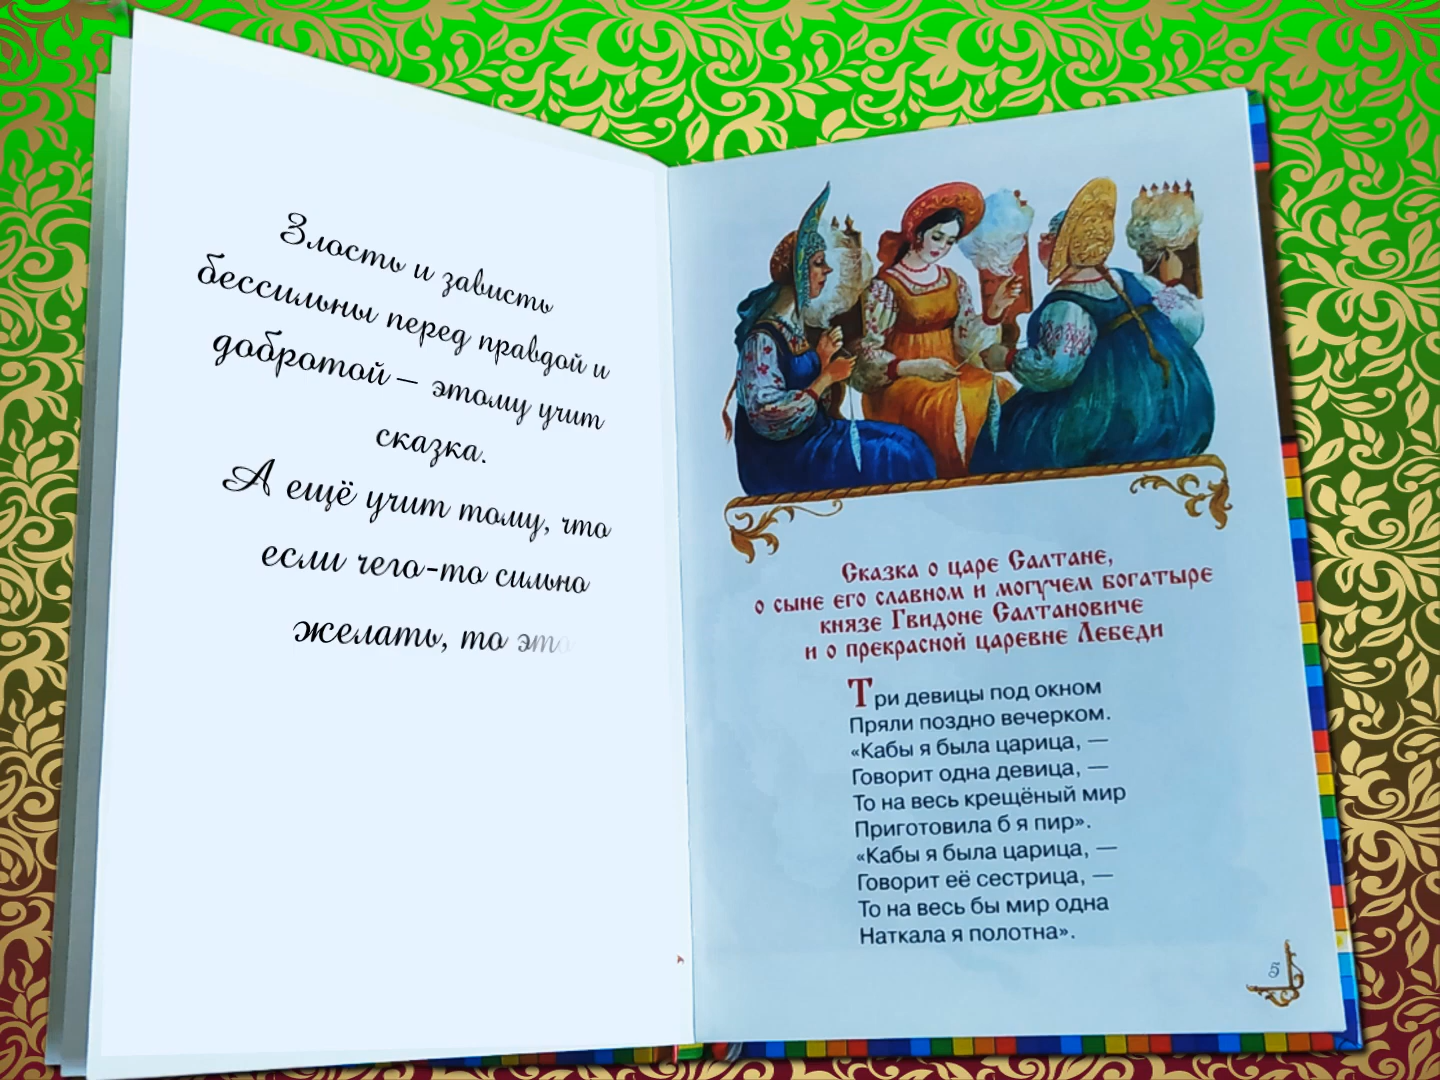 Злость и зависть
бессильны перед правдой и
добротой – этому учит
сказка.
А ещё учит тому, что
если чего-то сильно
желать, то
Сказка о царе Салтане,
о сыне его славном и могучем богатыре
князе Гвидоне Салтановиче
и о прекрасной царевне Лебеди
Три девицы под окном
Пряли поздно вечерком.
«Кабы я была царица, —
Говорит одна девица, —
То на весь крещёный мир
Приготовила б я пир».
«Кабы я была царица, —
Говорит её сестрица, —
То на весь бы мир одна
Наткала я полотна».
5